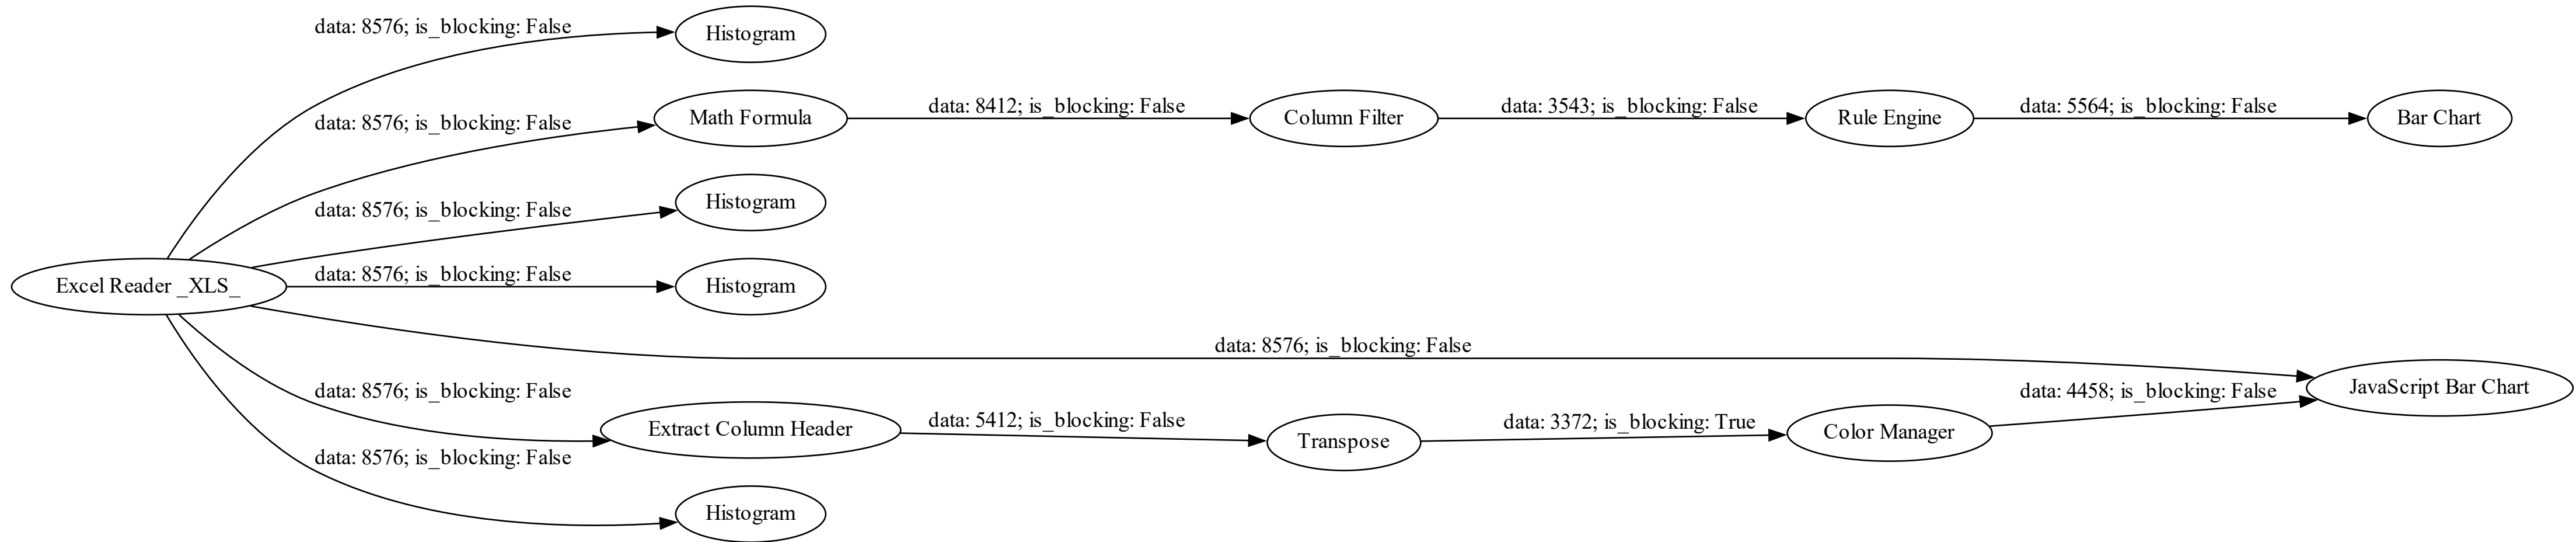 data: 8576; is_blocking: False
Histogram
data: 8576; is_blocking: False
Math Formula
data: 8412; is_blocking: False
Column Filter
data: 3543; is_blocking: False
Rule Engine
data: 5564; is_blocking: False
Bar Chart
data: 8576; is_blocking: False
Histogram
Excel Reader _XLS_
data: 8576; is_blocking: False
Histogram
data: 8576; is_blocking: False
JavaScript Bar Chart
data: 8576; is_blocking: False
Extract Column Header
data: 5412; is_blocking: False
Transpose
data: 3372; is_blocking: True
Color Manager
data: 4458; is_blocking: False
data: 8576; is_blocking: False
Histogram